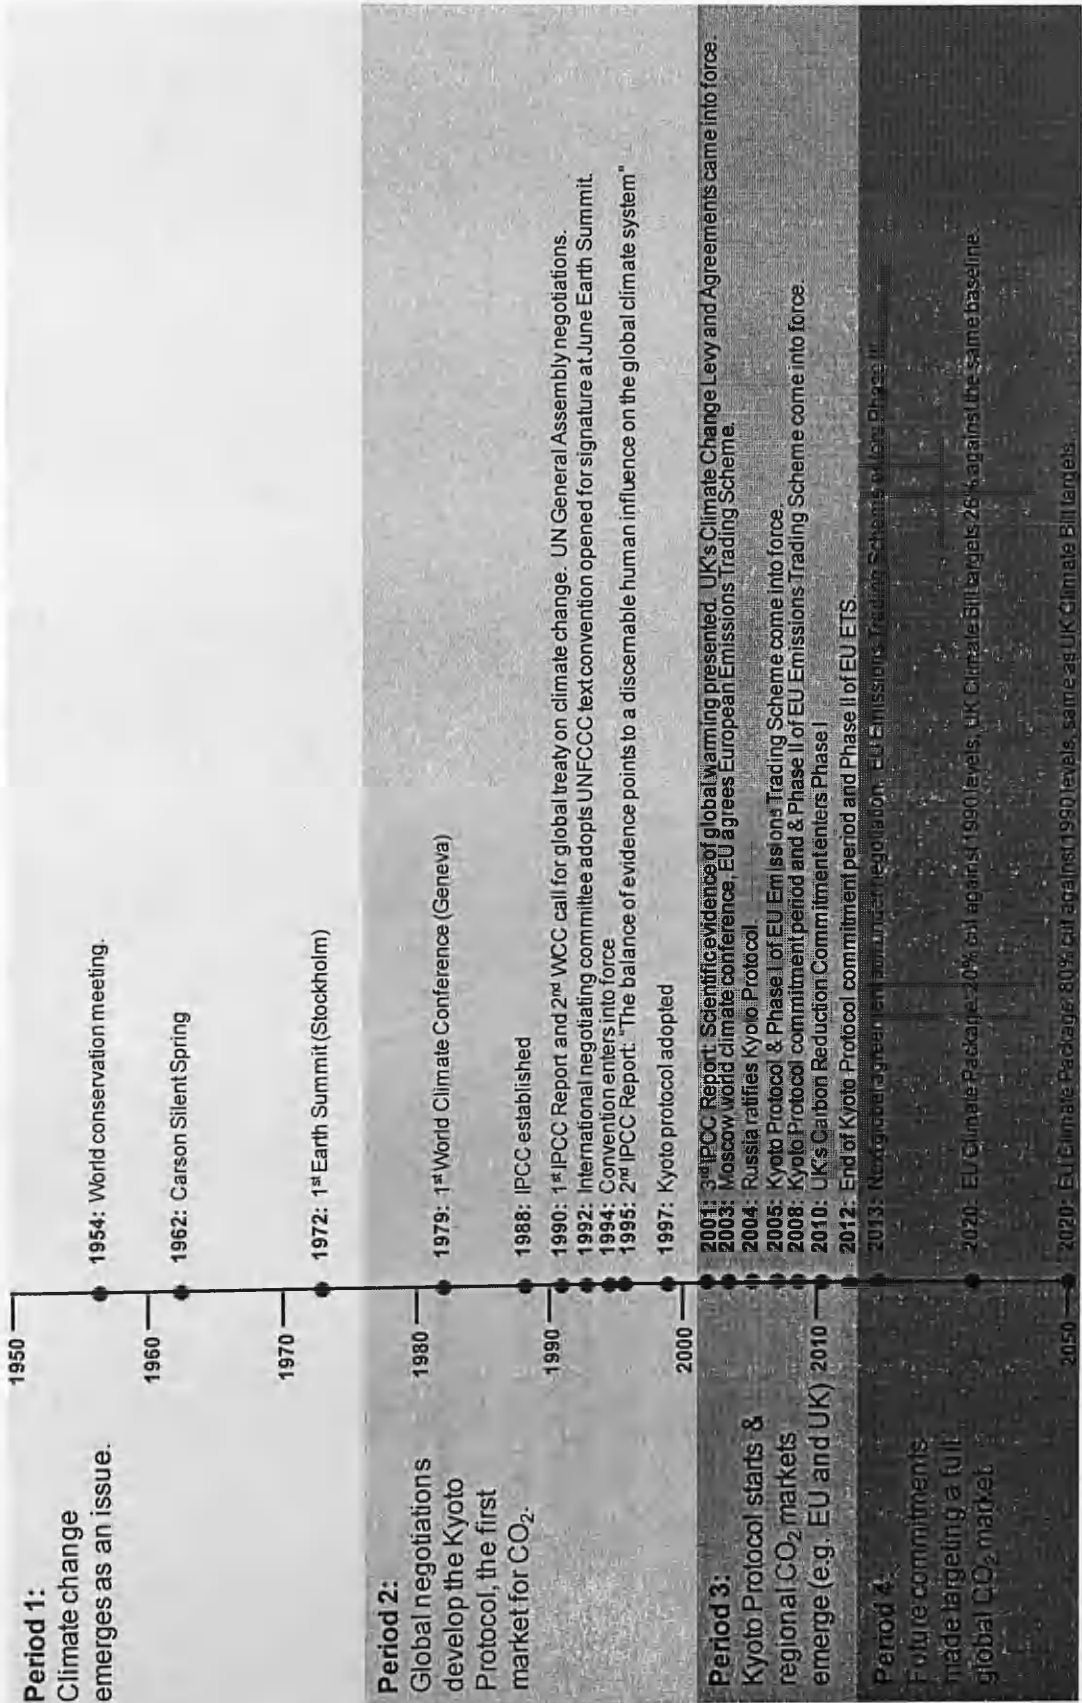 Period 1:
Climate change
emerges as an issue.
1950
1954: World conservation meeting.
1960
1962: Carson Silent Spring
1970
1972: 1st Earth Summit (Stockholm)
Period 2:
Global negotiations
develop the Kyoto
Protocol, the first
market for CO2.
1979: 1st World Climate Conference (Geneva)
1980
1988: IPCC established
1990
1990: 1st IPCC Report and 2nd WCC call for global treaty on climate change. UN General Assembly negotiations.
1992: International negotiating committee adopts UNFCCC text convention opened for signature at June Earth Summit.
1994: Convention enters into force
1995: 2nd IPCC Report: "The balance of evidence points to a discernable human influence on the global climate system"
1997: Kyoto protocol adopted
2000
Period 3:
Kyoto Protocol starts &
regional CO2 markets
emerge (e.g. EU and UK)
2001: 3rd IPCC Report: Scientific evidence of global warming presented. UK's Climate Change Levy and Agreements came into force.
2003: Moscow world climate conference, EU agrees European Emissions Trading Scheme.
2004: Russia ratifies Kyoto Protocol.
2005: Kyoto Protocol & Phase I of EU Emissions Trading Scheme come into force.
2008: Kyoto Protocol commitment period and & Phase II of EU Emissions Trading Scheme come into force.
2010
2010: UK's Carbon Reduction Commitment enters Phase I
2012: End of Kyoto Protocol commitment period and Phase II of EU ETS.
Period 4:
Future commitments
made targeting a full
global CO2 market.
2013: Next global agreement under negotiation. EU Emissions Trading Scheme enters Phase III
2020: EU Climate Package: 20% cut against 1990 levels; UK Climate Bill targets 26% against the same baseline.
2050
2020: EU Climate Package: 80% cut against 1990 levels, same as UK Climate Bill targets.